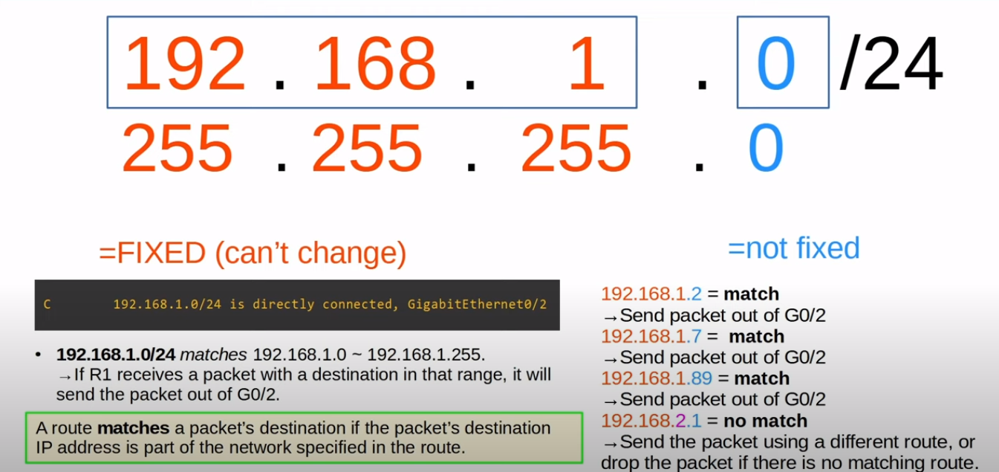 192 . 168 . 1 . 0 /24
255 . 255 . 255 . 0
=FIXED (can't change)
=not fixed
C 192.168.1.0/24 is directly connected, GigabitEthernet0/2
• 192.168.1.0/24 matches 192.168.1.0 ~ 192.168.1.255.
→If R1 receives a packet with a destination in that range, it will
send the packet out of G0/2.
A route matches a packet's destination if the packet's destination
IP address is part of the network specified in the route.
192.168.1.2 = match
→Send packet out of G0/2
192.168.1.7 = match
→Send packet out of G0/2
192.168.1.89 = match
→Send packet out of G0/2
192.168.2.1 = no match
→Send the packet using a different route, or
drop the packet if there is no matching route.